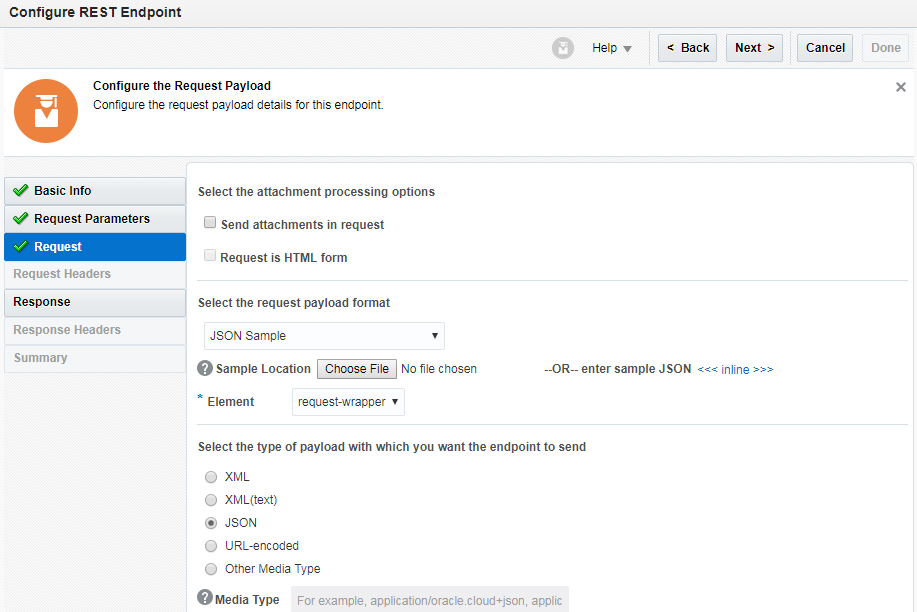 Configure REST Endpoint
Help
< Back
Next >
Cancel
Done
Configure the Request Payload
Configure the request payload details for this endpoint.
Basic Info
Request Parameters
Request
Request Headers
Response
Response Headers
Summary
Select the attachment processing options
Send attachments in request
Request is HTML form
Select the request payload format
JSON Sample
? Sample Location Choose File No file chosen --OR-- enter sample JSON <<< inline >>>
* Element request-wrapper
Select the type of payload with which you want the endpoint to send
XML
XML(text)
JSON
URL-encoded
Other Media Type
? Media Type For example, application/oracle.cloud+json, applic